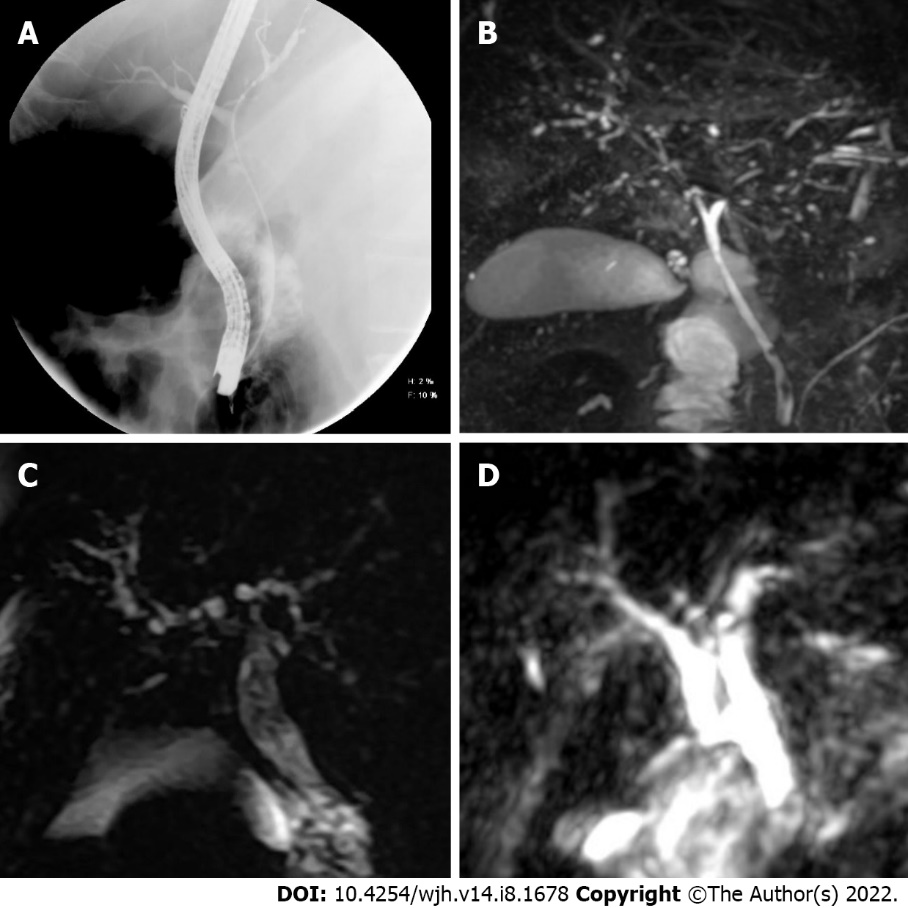 A
B
H: 2 %
F: 10 %
C
D
DOI: 10.4254/wjh.v14.i8.1678 Copyright ©The Author(s) 2022.